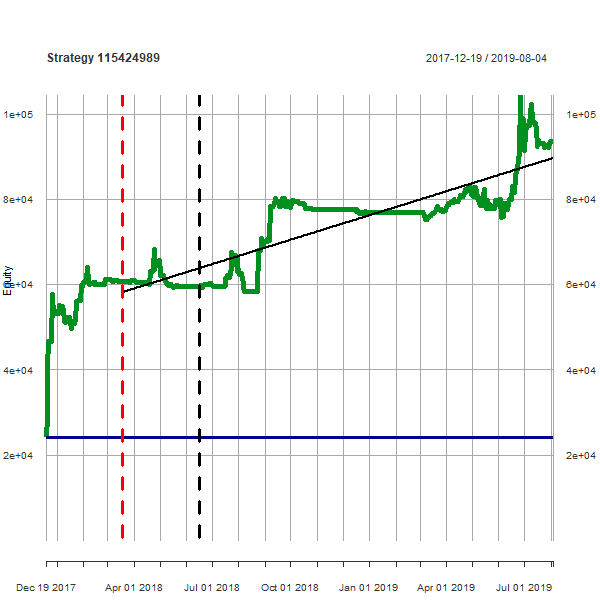 Strategy 115424989 2017-12-19 / 2019-08-04
1e+05 1e+05
8e+04 8e+04
Equity
6e+04 6e+04
4e+04 4e+04
2e+04 2e+04
Dec 19 2017 Apr 01 2018 Jul 01 2018 Oct 01 2018 Jan 01 2019 Apr 01 2019 Jul 01 2019